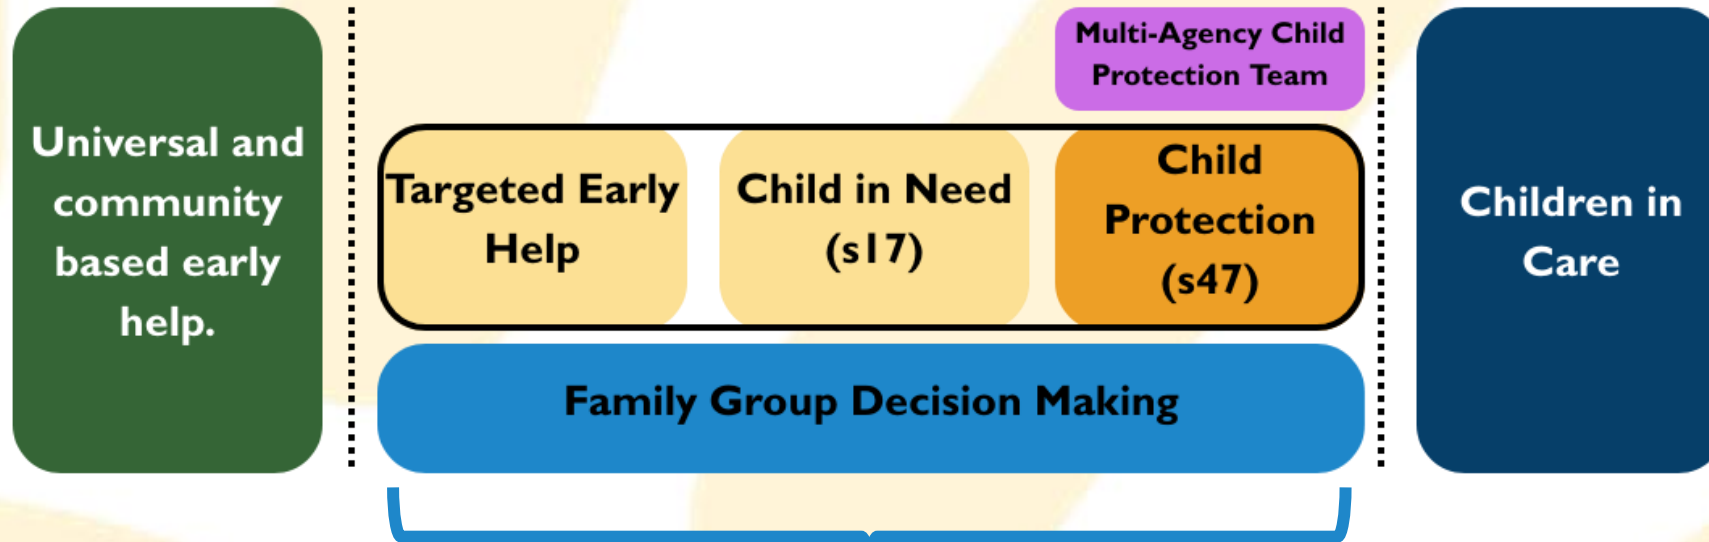 Universal and
community
based early
help.
Multi-Agency Child
Protection Team
Targeted Early
Help
Child in Need
(s17)
Child
Protection
(s47)
Family Group Decision Making
Children in
Care